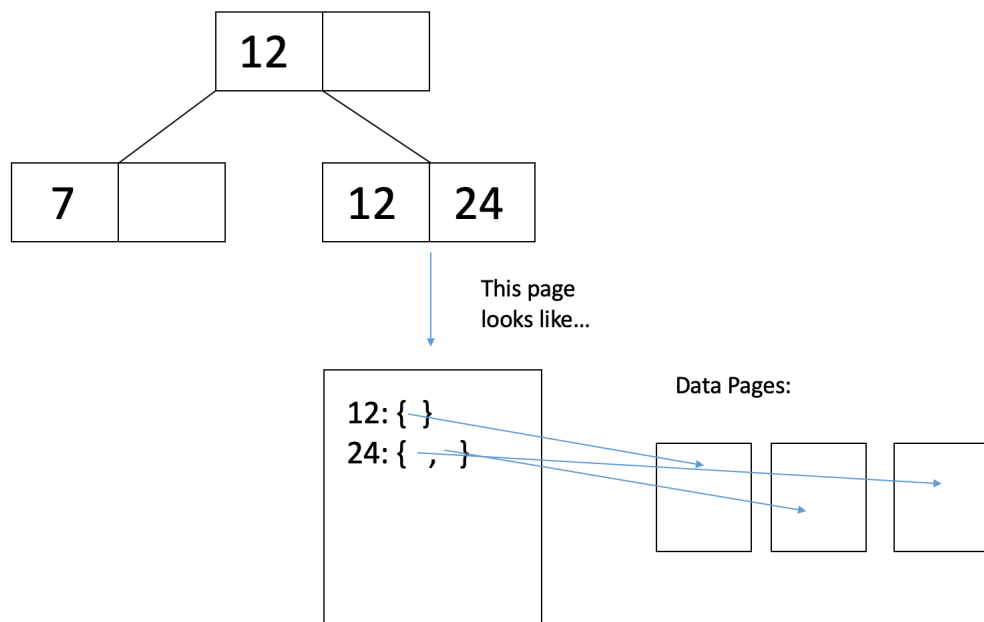 12
7
12 24
This page
looks like...
Data Pages:
12: { }
24: { , }